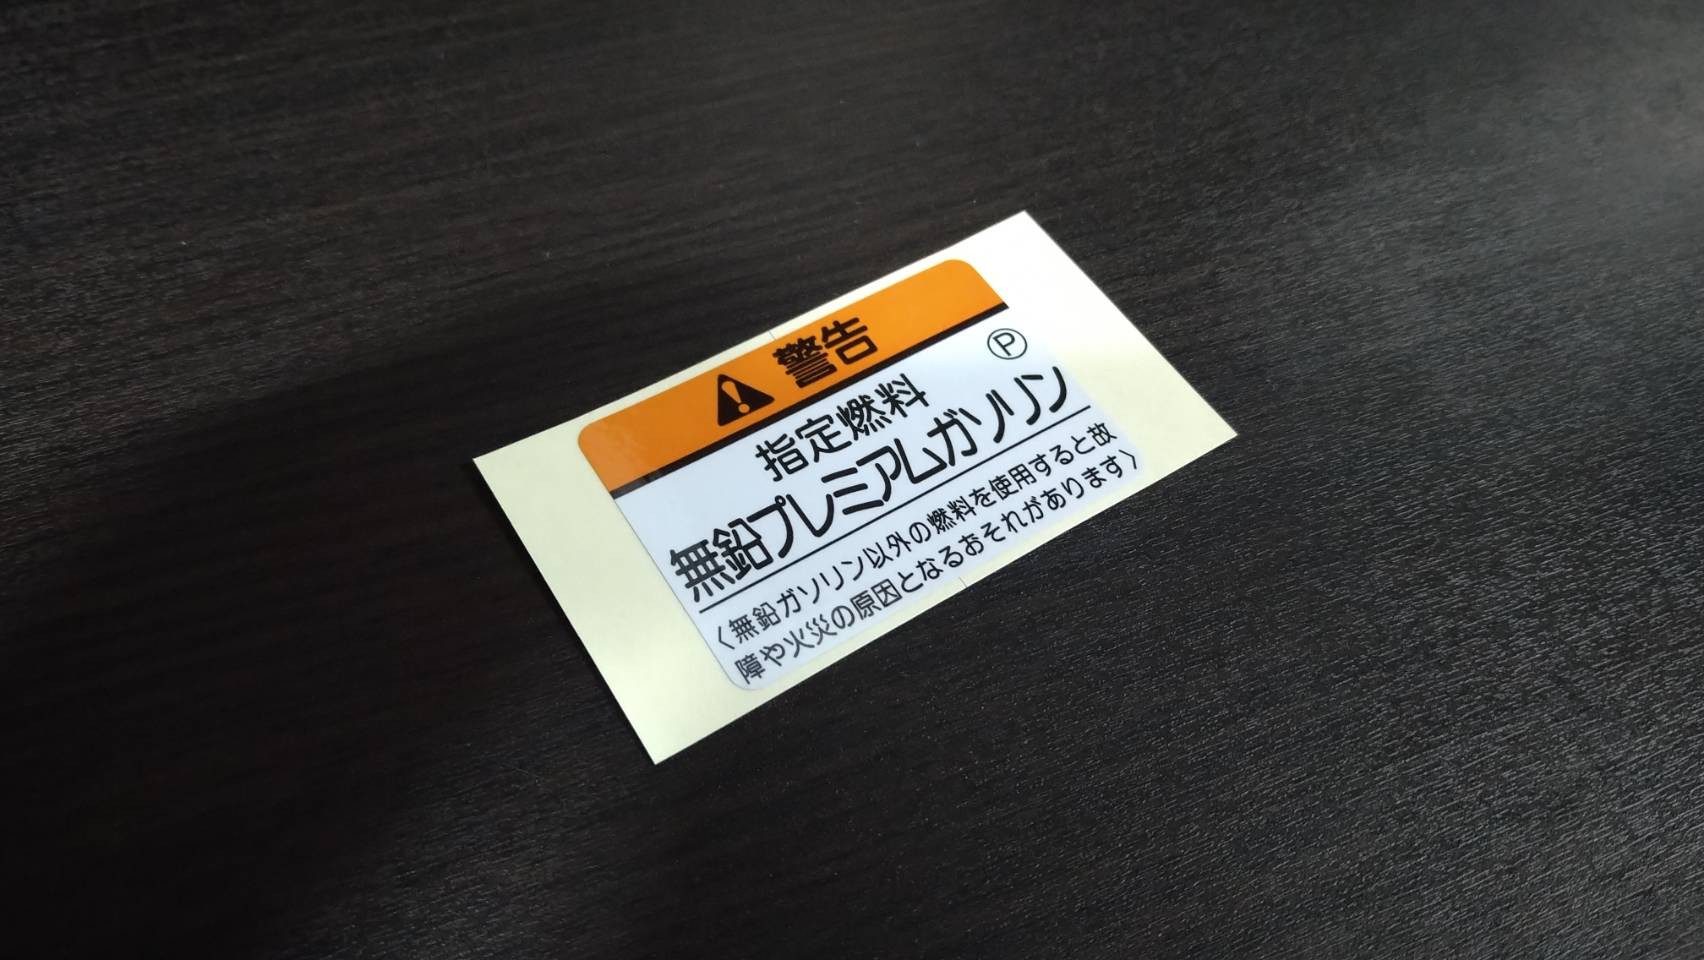 警告
指定燃料 Ⓟ
無鉛プレミアムガソリン
〈無鉛ガソリン以外の燃料を使用すると故
障や火災の原因となるおそれがあります〉